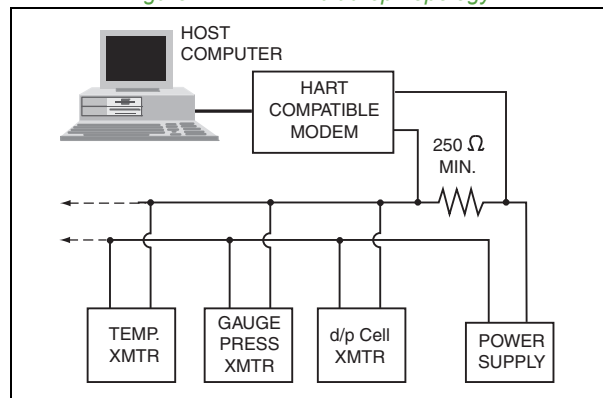 HOST
COMPUTER
HART
COMPATIBLE
MODEM
250 Ω
MIN.
TEMP.
XMTR
GAUGE
PRESS
XMTR
d/p Cell
XMTR
POWER
SUPPLY